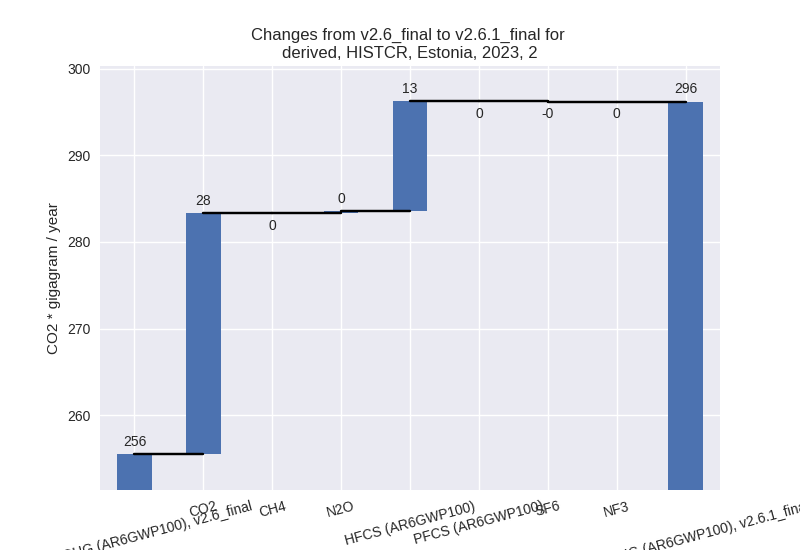 Changes from v2.6_final to v2.6.1_final for
derived, HISTCR, Estonia, 2023, 2
CO2 * gigagram / year
300
290
280
270
260
256
28
0
0
13
0
-0
0
296
(AR6GWP100), v2.6_final
CO2
CH4
N2O
HFCS (AR6GWP100)
PFCS (AR6GWP100)
SF6
NF3
(AR6GWP100), v2.6.1_fina